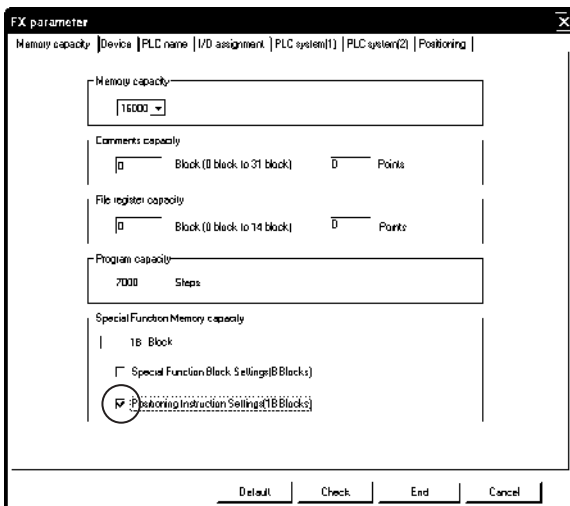 FX parameter
Memory capacity Device PLC name I/O assignment PLC system(1) PLC system(2) Positioning
Memory capacity
16000
Comments capacity
0 Block (0 block to 31 block) 0 Points
File register capacity
0 Block (0 block to 14 block) 0 Points
Program capacity
7000 Steps
Special Function Memory capacity
18 Block
Special Function Block Settings(8 Blocks)
Positioning Instruction Settings(18 Blocks)
Default Check End Cancel